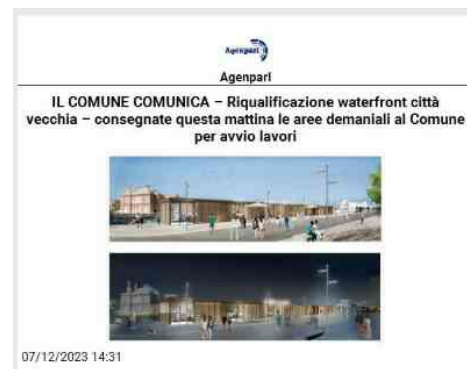 Agenparl
Agenparl
IL COMUNE COMUNICA – Riqualificazione waterfront città
vecchia – consegnate questa mattina le aree demaniali al Comune
per avvio lavori
07/12/2023 14:31